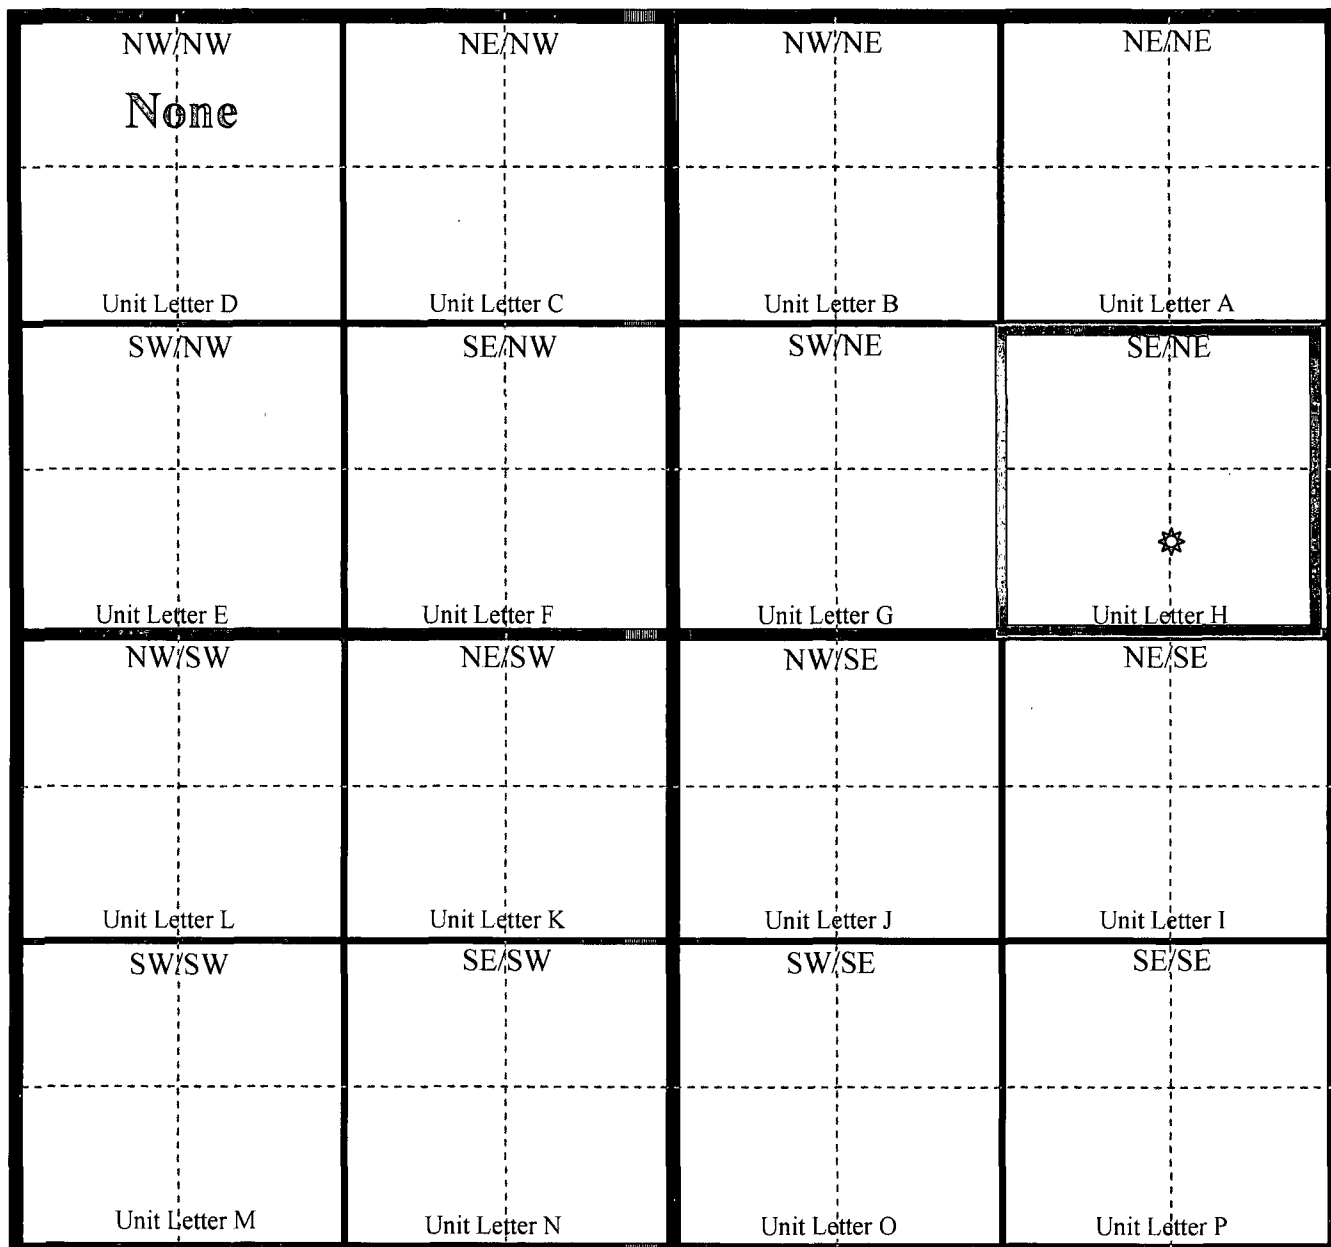 NW/NW NE/NW NW/NE NE/NE
None
Unit Letter D Unit Letter C Unit Letter B Unit Letter A
SW/NW SE/NW SW/NE SE/NE
Unit Letter E Unit Letter F Unit Letter G Unit Letter H
NW/SW NE/SW NW/SE NE/SE
Unit Letter L Unit Letter K Unit Letter J Unit Letter I
SW/SW SE/SW SW/SE SE/SE
Unit Letter M Unit Letter N Unit Letter O Unit Letter P